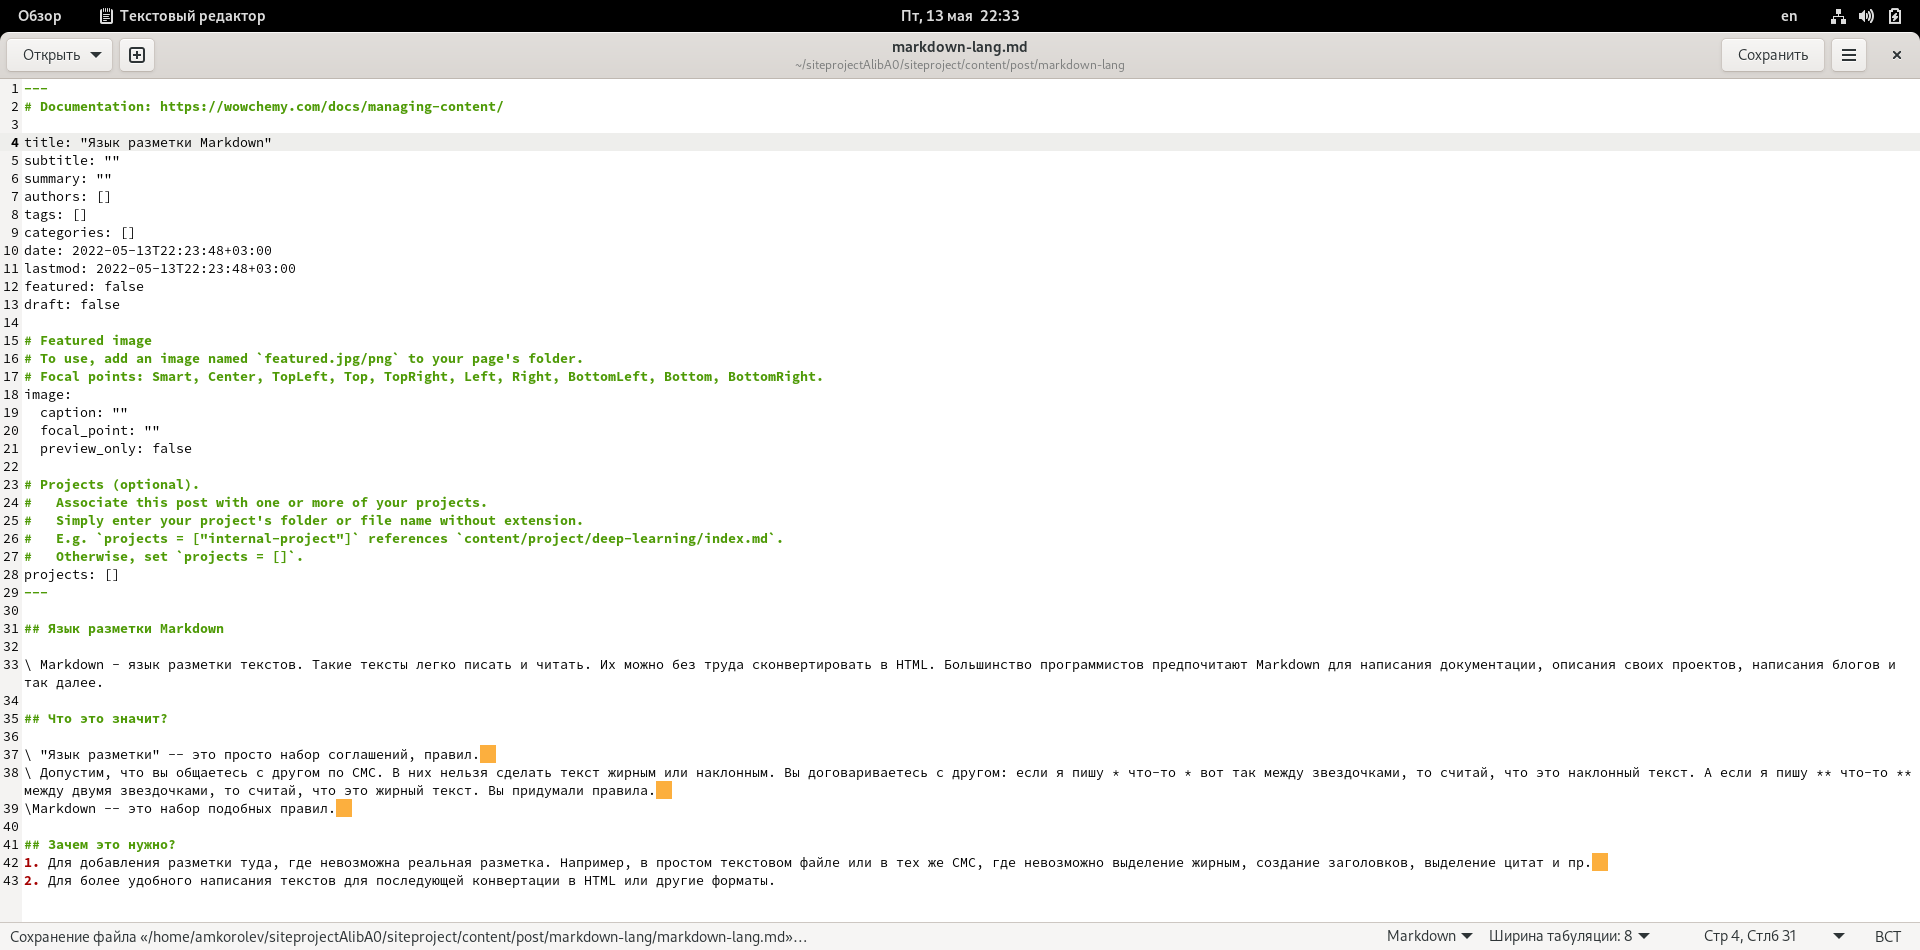 Обзор Текстовый редактор Пт, 13 мая 22:33 en
Открыть markdown-lang.md Сохранить
~/siteprojectAlibA0/siteproject/content/post/markdown-lang
1 ---
2 # Documentation: https://wowchemy.com/docs/managing-content/
3
4 title: "Язык разметки Markdown"
5 subtitle: ""
6 summary: ""
7 authors: []
8 tags: []
9 categories: []
10 date: 2022-05-13T22:23:48+03:00
11 lastmod: 2022-05-13T22:23:48+03:00
12 featured: false
13 draft: false
14
15 # Featured image
16 # To use, add an image named `featured.jpg/png` to your page's folder.
17 # Focal points: Smart, Center, TopLeft, Top, TopRight, Left, Right, BottomLeft, Bottom, BottomRight.
18 image:
19   caption: ""
20   focal_point: ""
21   preview_only: false
22
23 # Projects (optional).
24 #   Associate this post with one or more of your projects.
25 #   Simply enter your project's folder or file name without extension.
26 #   E.g. `projects = ["internal-project"]` references `content/project/deep-learning/index.md`.
27 #   Otherwise, set `projects = []`.
28 projects: []
29 ---
30
31 ## Язык разметки Markdown
32
33 \ Markdown - язык разметки текстов. Такие тексты легко писать и читать. Их можно без труда сконвертировать в HTML. Большинство программистов предпочитают Markdown для написания документации, описания своих проектов, написания блогов и
так далее.
34
35 ## Что это значит?
36
37 \ "Язык разметки" -- это просто набор соглашений, правил.
38 \ Допустим, что вы общаетесь с другом по СМС. В них нельзя сделать текст жирным или наклонным. Вы договариваетесь с другом: если я пишу * что-то * вот так между звездочками, то считай, что это наклонный текст. А если я пишу ** что-то **
между двумя звездочками, то считай, что это жирный текст. Вы придумали правила.
39 \Markdown -- это набор подобных правил.
40
41 ## Зачем это нужно?
42 1. Для добавления разметки туда, где невозможна реальная разметка. Например, в простом текстовом файле или в тех же СМС, где невозможно выделение жирным, создание заголовков, выделение цитат и пр.
43 2. Для более удобного написания текстов для последующей конвертации в HTML или другие форматы.
Сохранение файла «/home/amkorolev/siteprojectAlibA0/siteproject/content/post/markdown-lang/markdown-lang.md»… Markdown Ширина табуляции: 8 Стр 4, Стлб 31 ВСТ